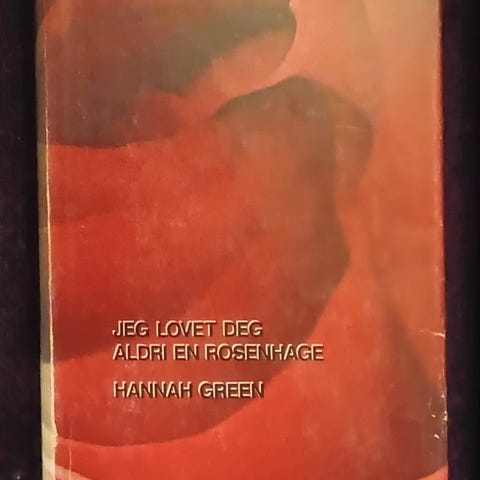 JEG LOVET DEG
ALDRI EN ROSENHAGE
HANNAH GREEN